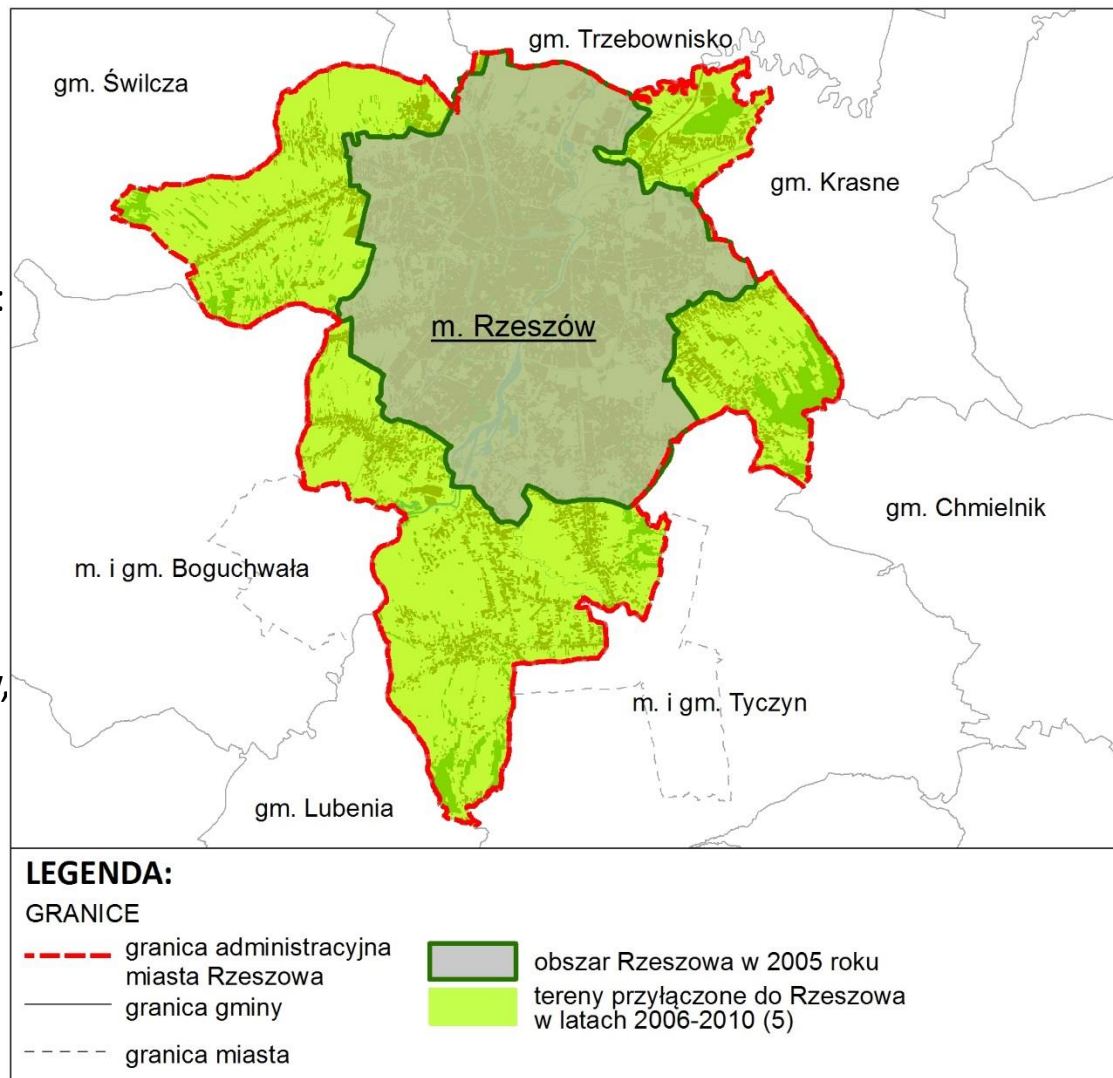 gm. Trzebownisko
gm. Świlcza
gm. Krasne
:
m. Rzeszów
gm. Chmielnik
m. i gm. Boguchwała
,
m. i gm. Tyczyn
gm. Lubenia
LEGENDA:
GRANICE
granica administracyjna
miasta Rzeszowa
granica gminy
granica miasta
obszar Rzeszowa w 2005 roku
tereny przyłączone do Rzeszowa
w latach 2006-2010 (5)